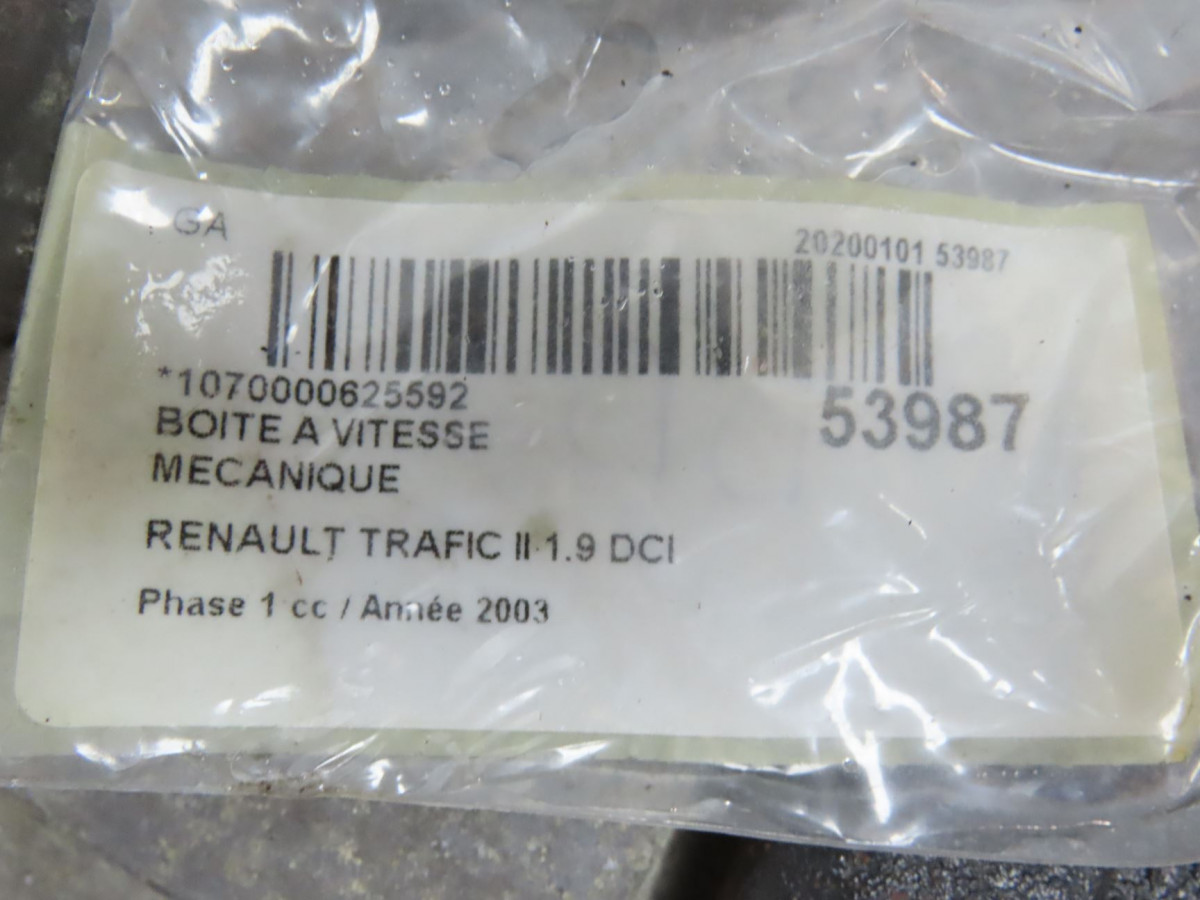 GA
20200101 53987
*1070000625592
53987
BOITE A VITESSE
MECANIQUE
RENAULT TRAFIC II 1.9 DCI
Phase 1 cc / Année 2003